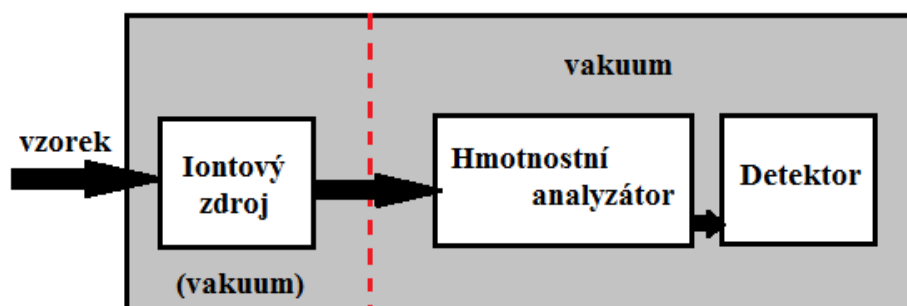 vakuum
vzorek
Iontový
zdroj
Hmotnostní
analyzátor
Detektor
(vakuum)